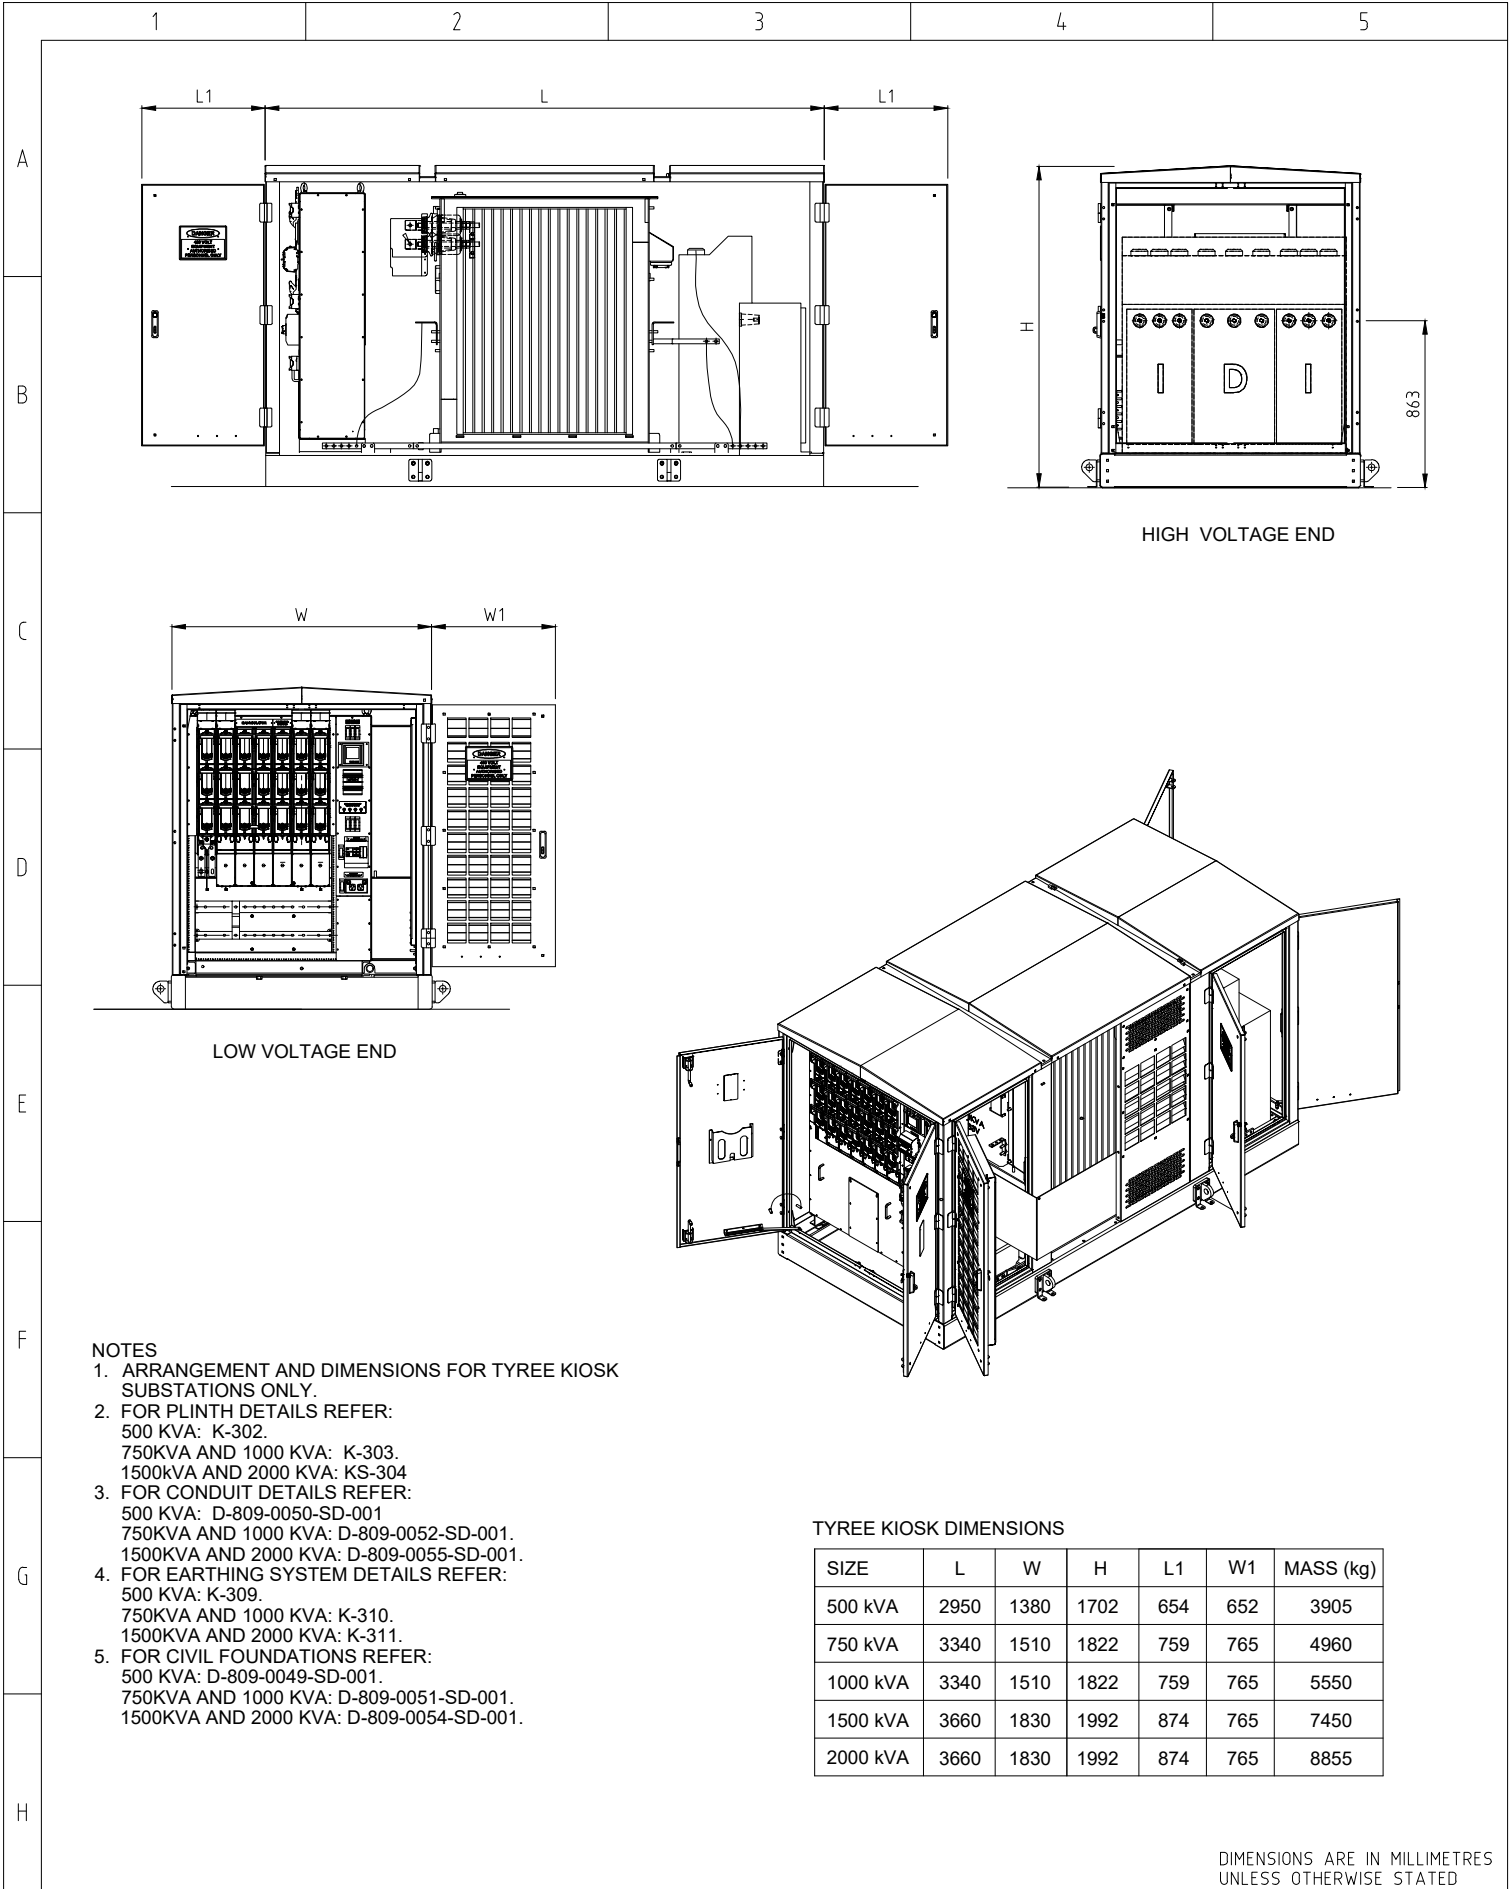 1 2 3 4 5
A
B
C
D
E
F
G
H
L1 L L1
H
863
I D I
HIGH VOLTAGE END
W W1
DANGER
LOW VOLTAGE END
NOTES
1. ARRANGEMENT AND DIMENSIONS FOR TYREE KIOSK
SUBSTATIONS ONLY.
2. FOR PLINTH DETAILS REFER:
500 KVA: K-302.
750KVA AND 1000 KVA: K-303.
1500kVA AND 2000 KVA: KS-304
3. FOR CONDUIT DETAILS REFER:
500 KVA: D-809-0050-SD-001
750KVA AND 1000 KVA: D-809-0052-SD-001.
1500KVA AND 2000 KVA: D-809-0055-SD-001.
4. FOR EARTHING SYSTEM DETAILS REFER:
500 KVA: K-309.
750KVA AND 1000 KVA: K-310.
1500KVA AND 2000 KVA: K-311.
5. FOR CIVIL FOUNDATIONS REFER:
500 KVA: D-809-0049-SD-001.
750KVA AND 1000 KVA: D-809-0051-SD-001.
1500KVA AND 2000 KVA: D-809-0054-SD-001.
TYREE KIOSK DIMENSIONS
SIZE L W H L1 W1 MASS (kg)
500 kVA 2950 1380 1702 654 652 3905
750 kVA 3340 1510 1822 759 765 4960
1000 kVA 3340 1510 1822 759 765 5550
1500 kVA 3660 1830 1992 874 765 7450
2000 kVA 3660 1830 1992 874 765 8855
DIMENSIONS ARE IN MILLIMETRES
UNLESS OTHERWISE STATED